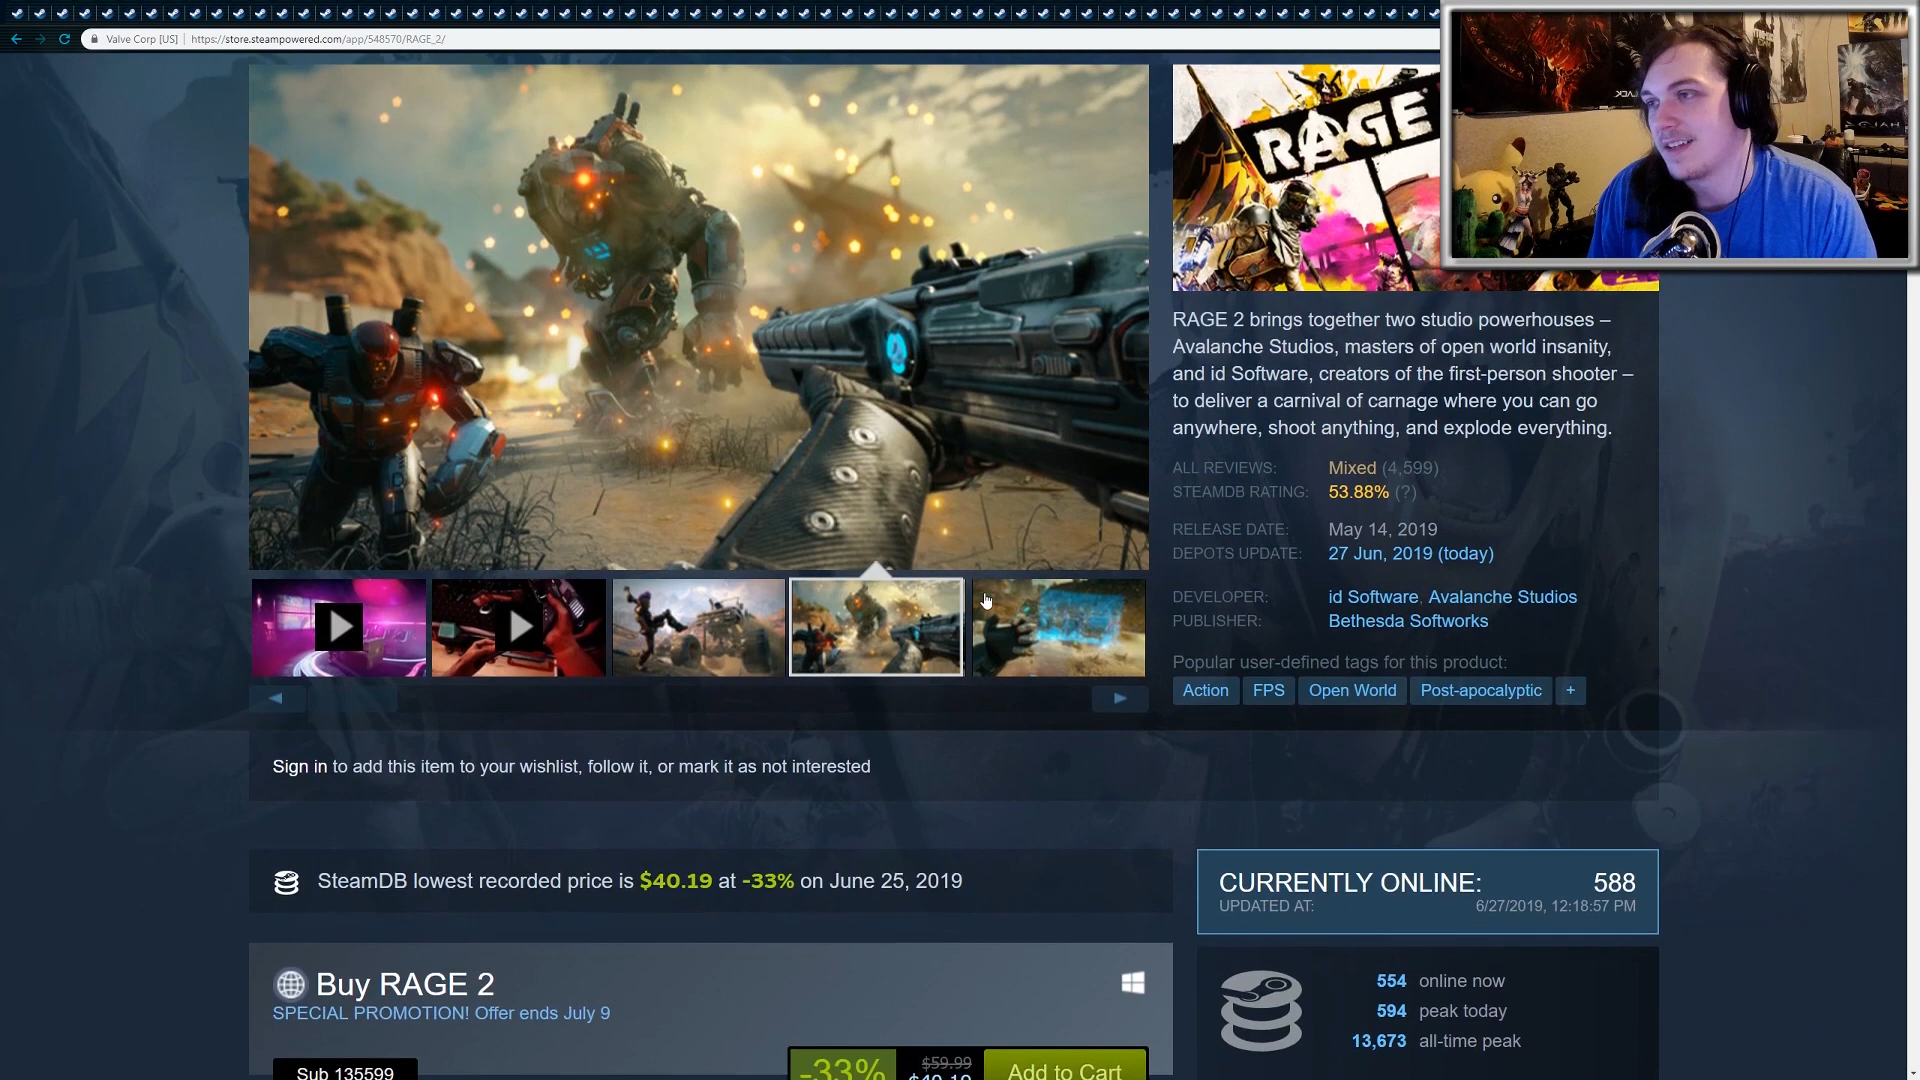 Valve Corp [US] | https://store.steampowered.com/app/548570/RAGE_2/
RAGE
RAGE 2 brings together two studio powerhouses –
Avalanche Studios, masters of open world insanity,
and id Software, creators of the first-person shooter –
to deliver a carnival of carnage where you can go
anywhere, shoot anything, and explode everything.
ALL REVIEWS: Mixed (4,599)
STEAMDB RATING: 53.88% (?)
RELEASE DATE: May 14, 2019
DEPOTS UPDATE: 27 Jun, 2019 (today)
DEVELOPER: id Software, Avalanche Studios
PUBLISHER: Bethesda Softworks
Popular user-defined tags for this product:
Action FPS Open World Post-apocalyptic +
Sign in to add this item to your wishlist, follow it, or mark it as not interested
SteamDB lowest recorded price is $40.19 at -33% on June 25, 2019
CURRENTLY ONLINE: 588
UPDATED AT: 6/27/2019, 12:18:57 PM
Buy RAGE 2
SPECIAL PROMOTION! Offer ends July 9
554 online now
594 peak today
13,673 all-time peak
Sub 135599
-33% $59.99 $40.19 Add to Cart